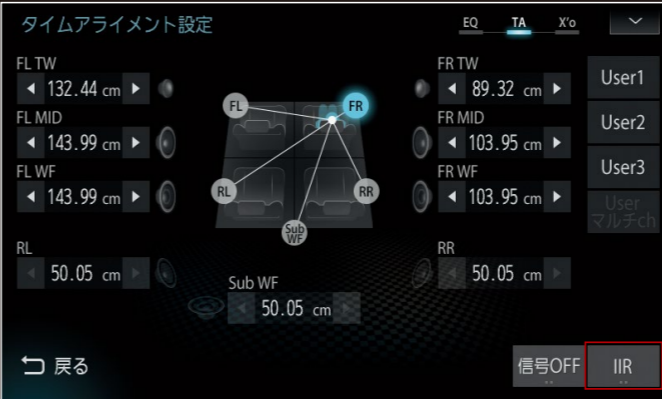 タイムアライメント設定
EQ TA X'o
FL TW
132.44 cm
FL MID
143.99 cm
FL WF
143.99 cm
RL
50.05 cm
FL
FR
RL
RR
Sub
WF
Sub WF
50.05 cm
FR TW
89.32 cm
FR MID
103.95 cm
FR WF
103.95 cm
RR
50.05 cm
User1
User2
User3
User
マルチch
戻る
信号OFF
IIR